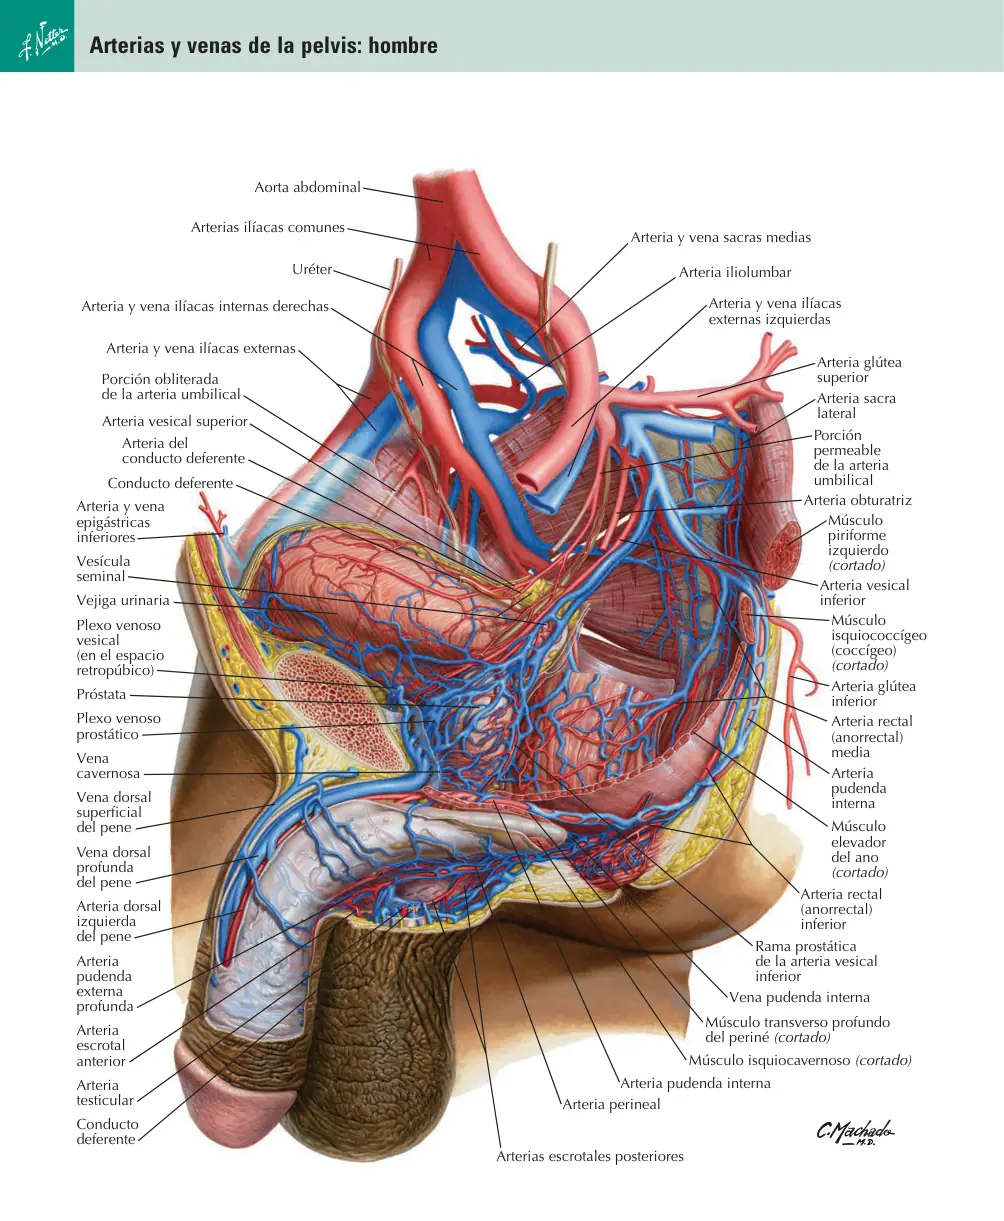 F. Netter
M.D.
Arterias y venas de la pelvis: hombre
Aorta abdominal
Arterias ilíacas comunes
Uréter
Arteria y vena ilíacas internas derechas
Arteria y vena ilíacas externas
Porción obliterada
de la arteria umbilical
Arteria vesical superior
Arteria del
conducto deferente
Conducto deferente
Arteria y vena
epigástricas
inferiores
Vesícula
seminal
Vejiga urinaria
Plexo venoso
vesical
(en el espacio
retropúbico)
Próstata
Plexo venoso
prostático
Vena
cavernosa
Vena dorsal
superficial
del pene
Vena dorsal
profunda
del pene
Arteria dorsal
izquierda
del pene
Arteria
pudenda
externa
profunda
Arteria
escrotal
anterior
Arteria
testicular
Conducto
deferente
Arteria y vena sacras medias
Arteria iliolumbar
Arteria y vena ilíacas
externas izquierdas
Arteria glútea
superior
Arteria sacra
lateral
Porción
permeable
de la arteria
umbilical
Arteria obturatriz
Músculo
piriforme
izquierdo
(cortado)
Arteria vesical
inferior
Músculo
isquiococcígeo
(coccígeo)
(cortado)
Arteria glútea
inferior
Arteria rectal
(anorrectal)
media
Arteria
pudenda
interna
Músculo
elevador
del ano
(cortado)
Arteria rectal
(anorrectal)
inferior
Rama prostática
de la arteria vesical
inferior
Vena pudenda interna
Músculo transverso profundo
del periné (cortado)
Músculo isquiocavernoso (cortado)
Arteria pudenda interna
Arteria perineal
Arterias escrotales posteriores
C. Machado
M.D.